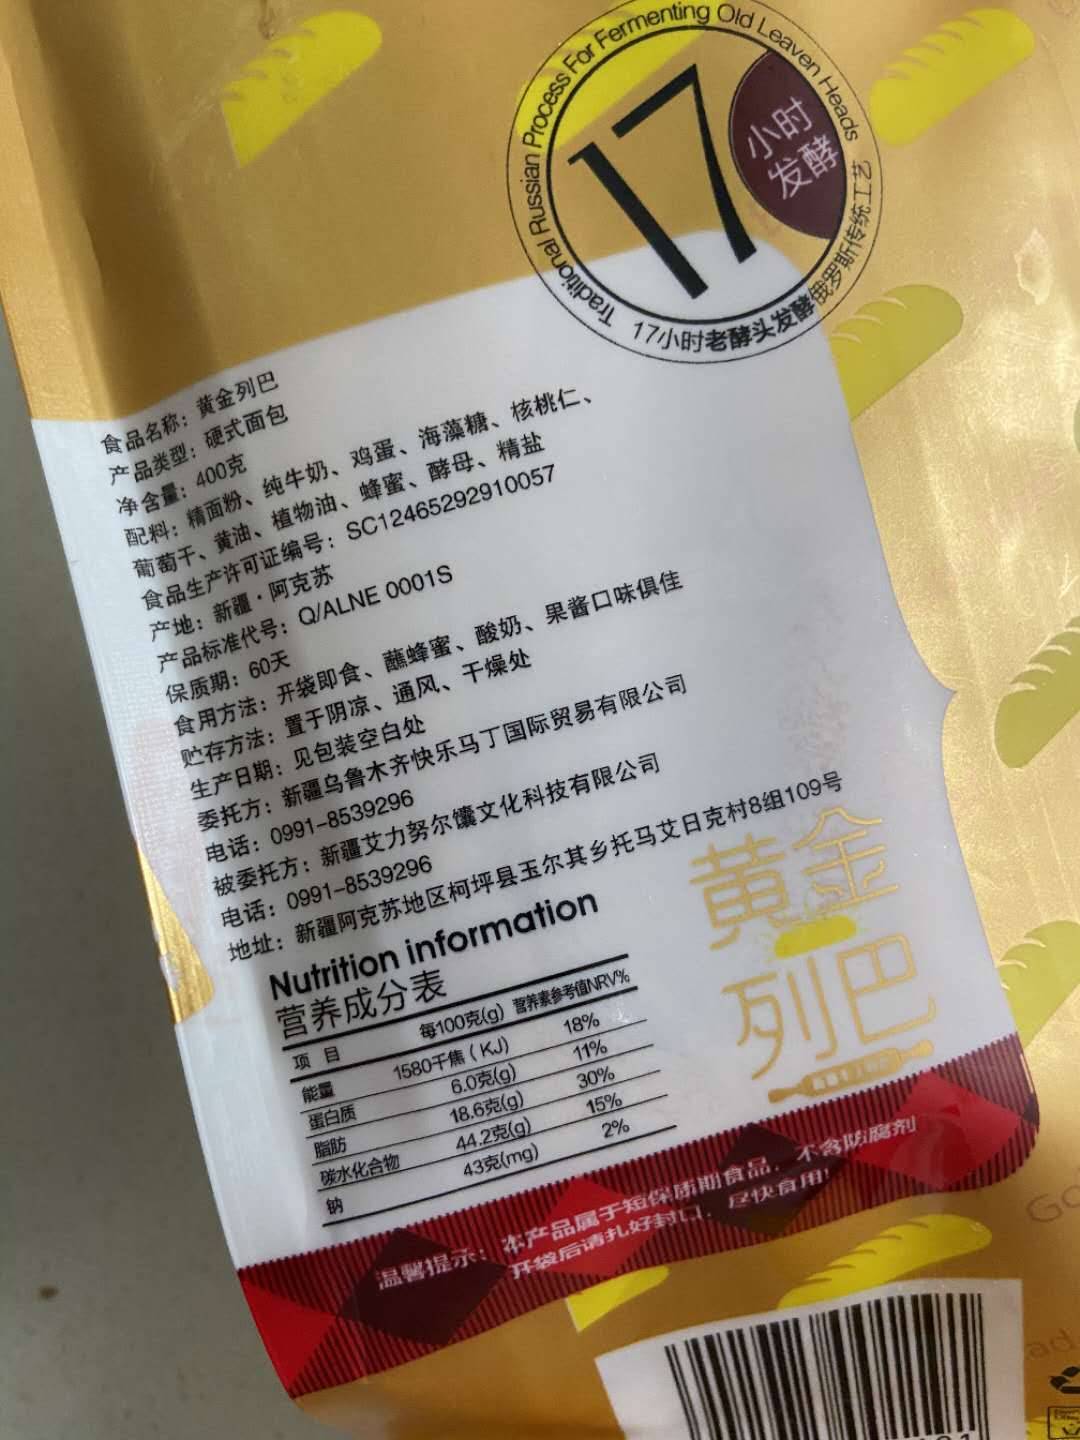 Traditional Russian Process For Fermenting Old Leaven Heads
17
小时
发酵
17小时老酵头发酵俄罗斯传统工艺
食品名称：黄金列巴
产品类型：硬式面包
净含量：400克
配料：精面粉、纯牛奶、鸡蛋、海藻糖、核桃仁、
葡萄干、黄油、植物油、蜂蜜、酵母、精盐
食品生产许可证编号：SC12465292910057
产地：新疆·阿克苏
产品标准代号：Q/ALNE 0001S
保质期：60天
食用方法：开袋即食、蘸蜂蜜、酸奶、果酱口味俱佳
贮存方法：置于阴凉、通风、干燥处
生产日期：见包装空白处
委托方：新疆乌鲁木齐快乐马丁国际贸易有限公司
电话：0991-8539296
被委托方：新疆艾力努尔馕文化科技有限公司
电话：0991-8539296
地址：新疆阿克苏地区柯坪县玉尔其乡托马艾日克村8组109号
Nutrition information
营养成分表
项 目 每100克(g) 营养素参考值NRV%
能量 1580千焦（KJ） 18%
蛋白质 6.0克(g) 11%
脂肪 18.6克(g) 30%
碳水化合物 44.2克(g) 15%
钠 43克(mg) 2%
黄金
列巴
温馨提示：本产品属于短保质期食品，不含防腐剂
开袋后请扎好封口，尽快食用！